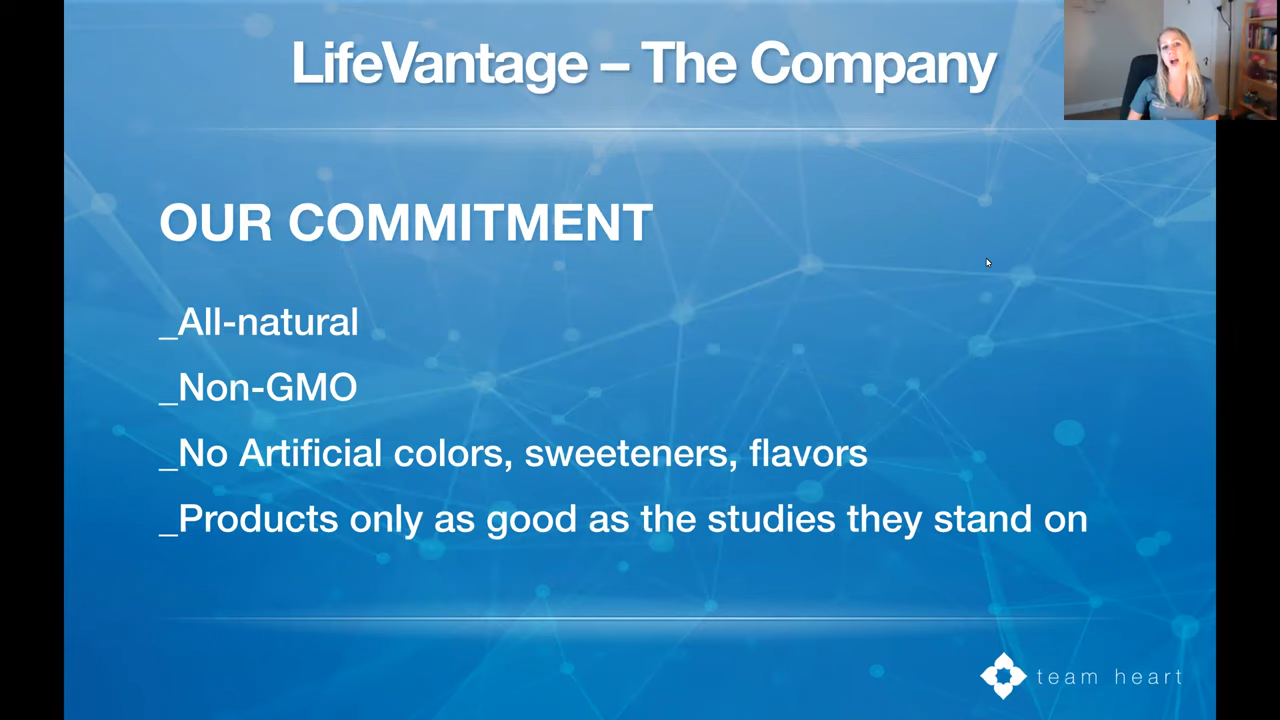 LifeVantage – The Company
OUR COMMITMENT
_All-natural
_Non-GMO
_No Artificial colors, sweeteners, flavors
_Products only as good as the studies they stand on
team heart